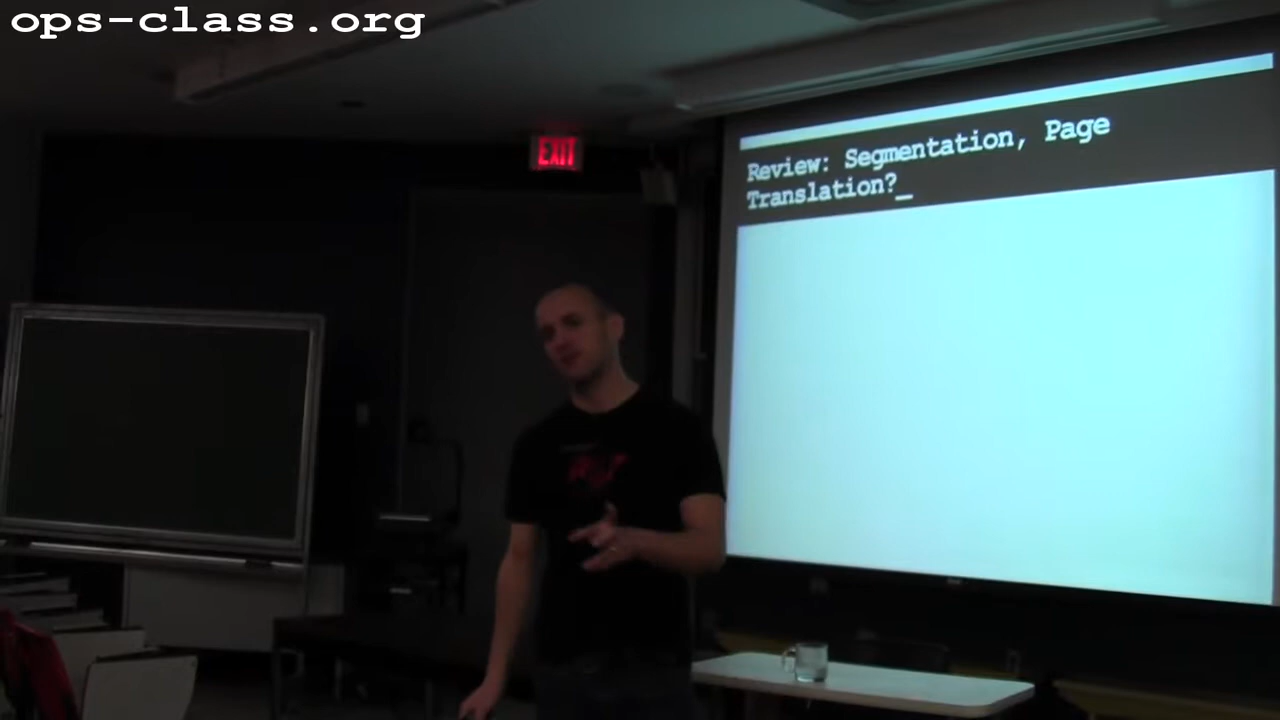 ops-class.org
EXIT
Review: Segmentation, Page
Translation?_